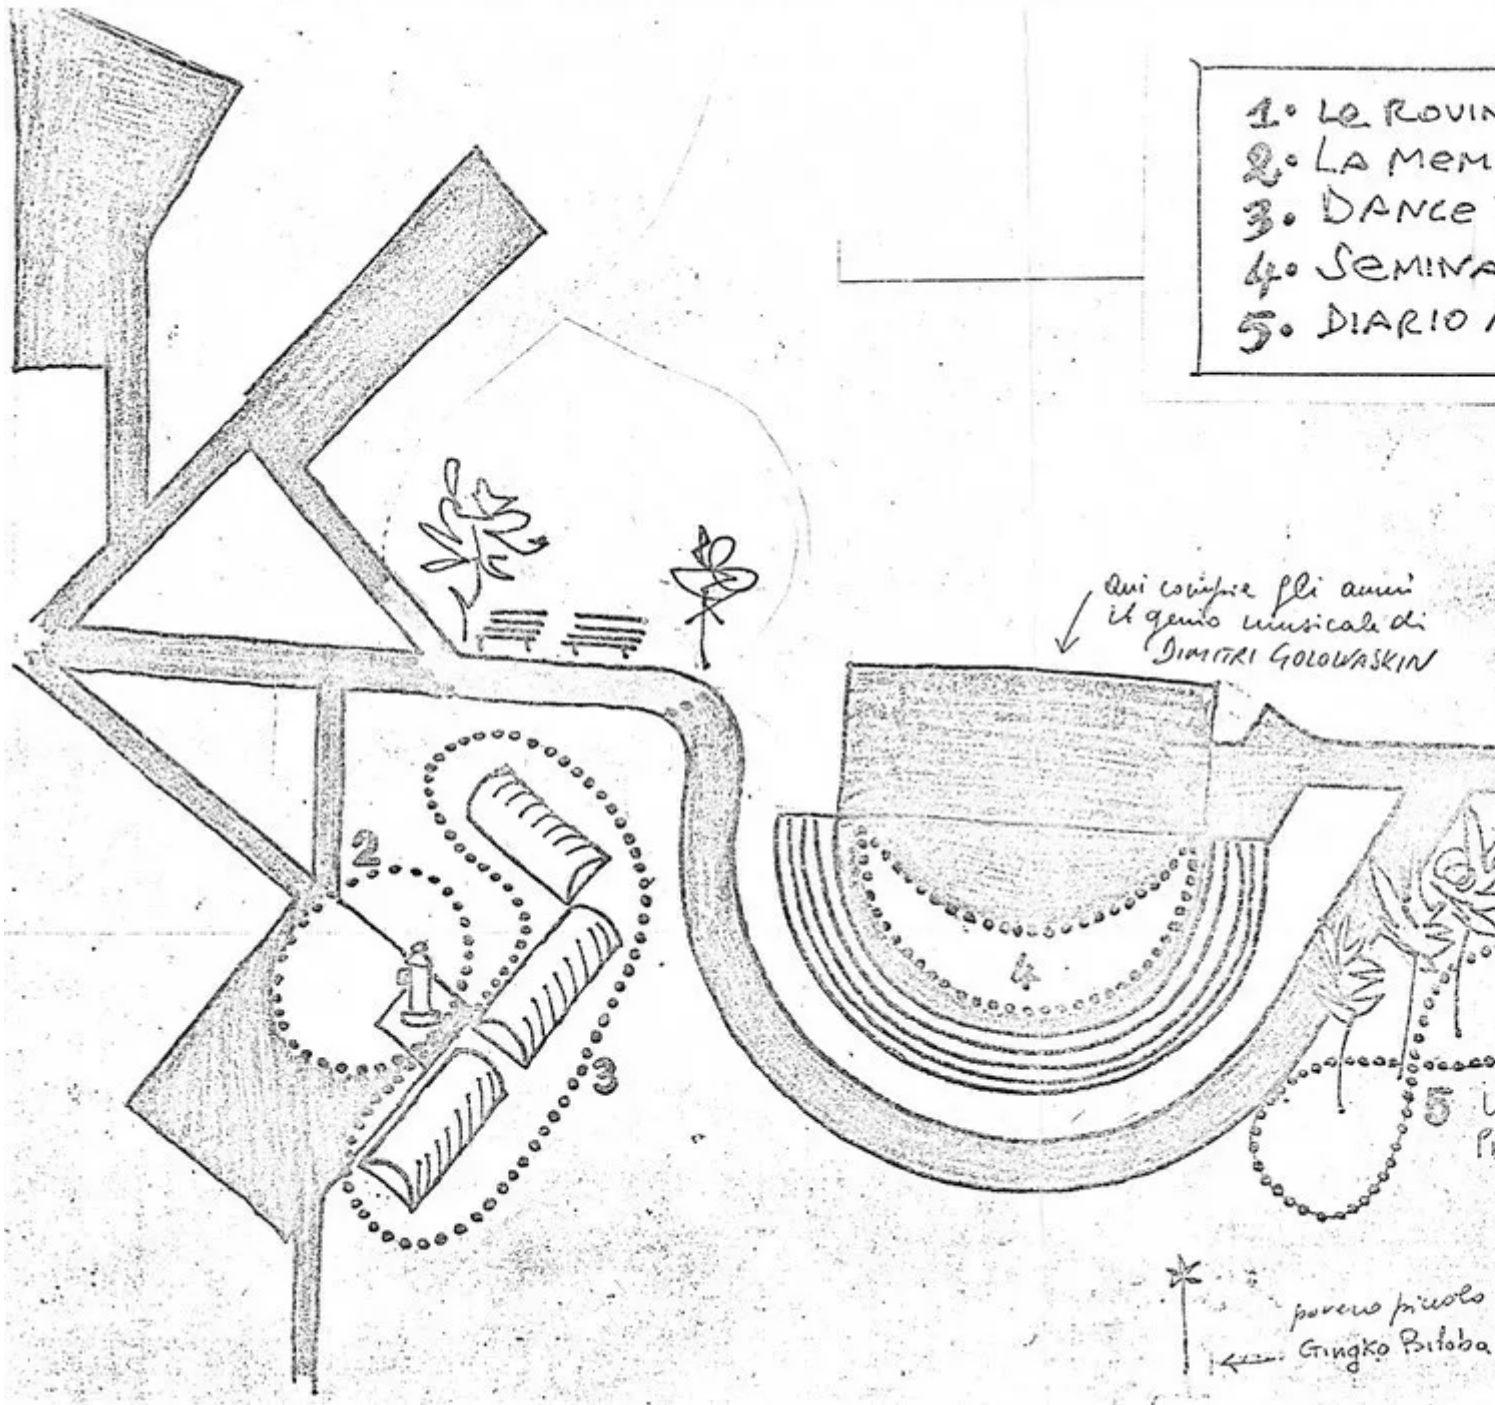 1. Le ROVIN
2. LA MeM
3. DANCe
4. SeMINA
5. DIARIO
Qui compie gli anni
il genio musicale di
DIMITRI GOLOWASKIN
2
4
3
5
povero piccolo
Gingko Biloba